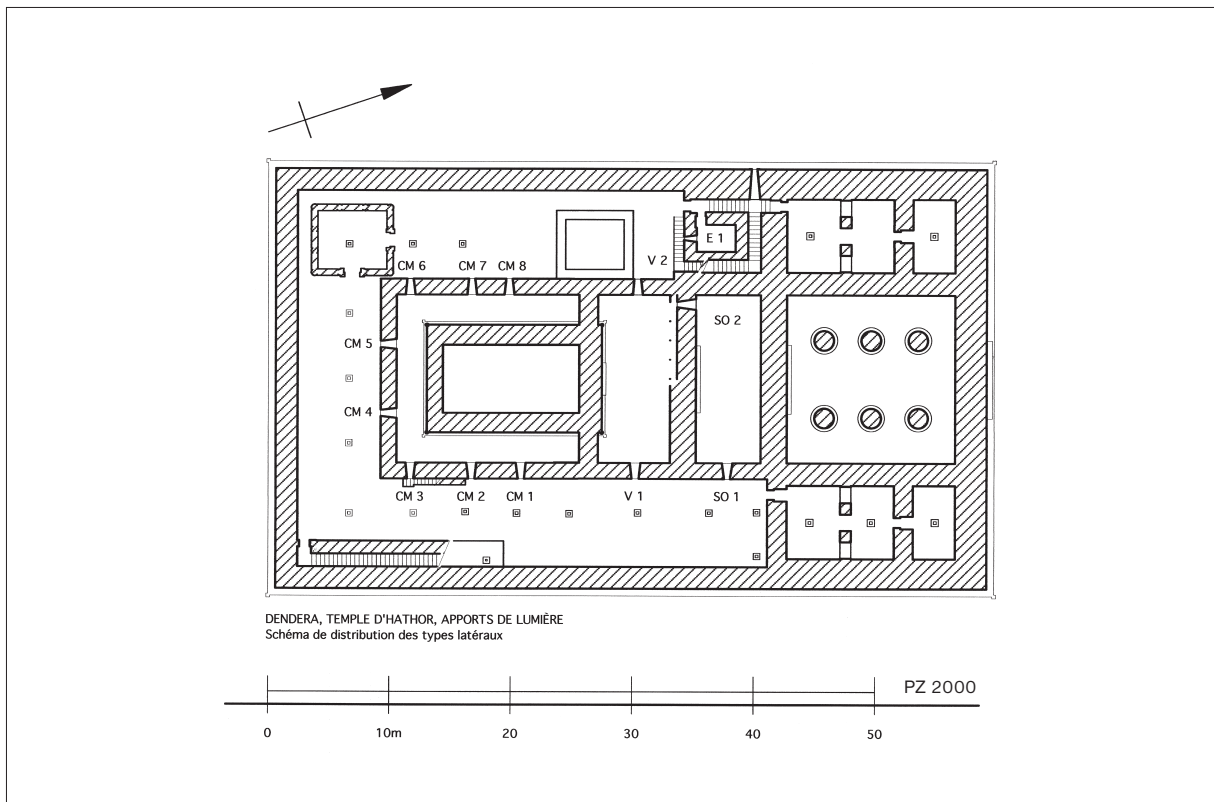 E 1
V 2
CM 6 CM 7 CM 8
SO 2
CM 5
CM 4
CM 3 CM 2 CM 1 V 1 SO 1
DENDERA, TEMPLE D'HATHOR, APPORTS DE LUMIÈRE
Schéma de distribution des types latéraux
PZ 2000
0 10m 20 30 40 50